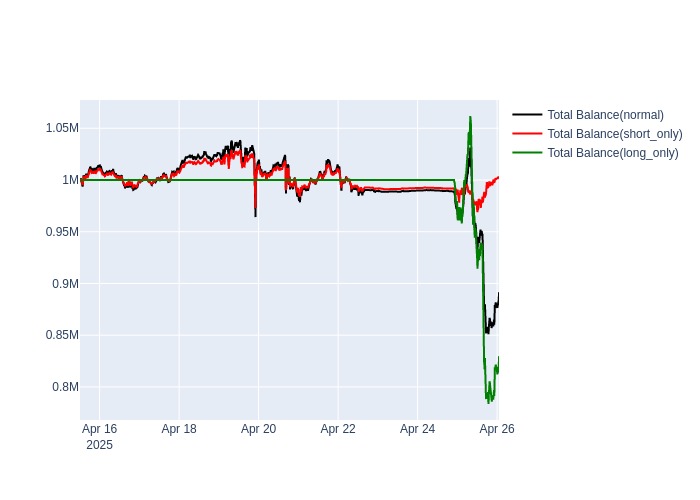 Total Balance(normal)
Total Balance(short_only)
Total Balance(long_only)
1.05M
1M
0.95M
0.9M
0.85M
0.8M
Apr 16 Apr 18 Apr 20 Apr 22 Apr 24 Apr 26
2025